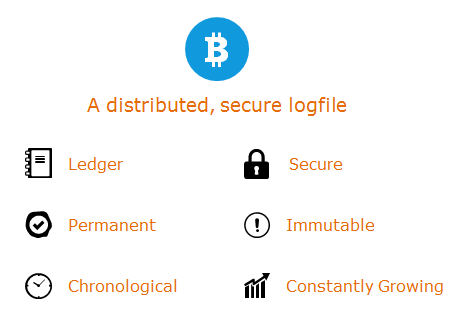 A distributed, secure logfile
Ledger
Secure
Permanent
Immutable
Chronological
Constantly Growing